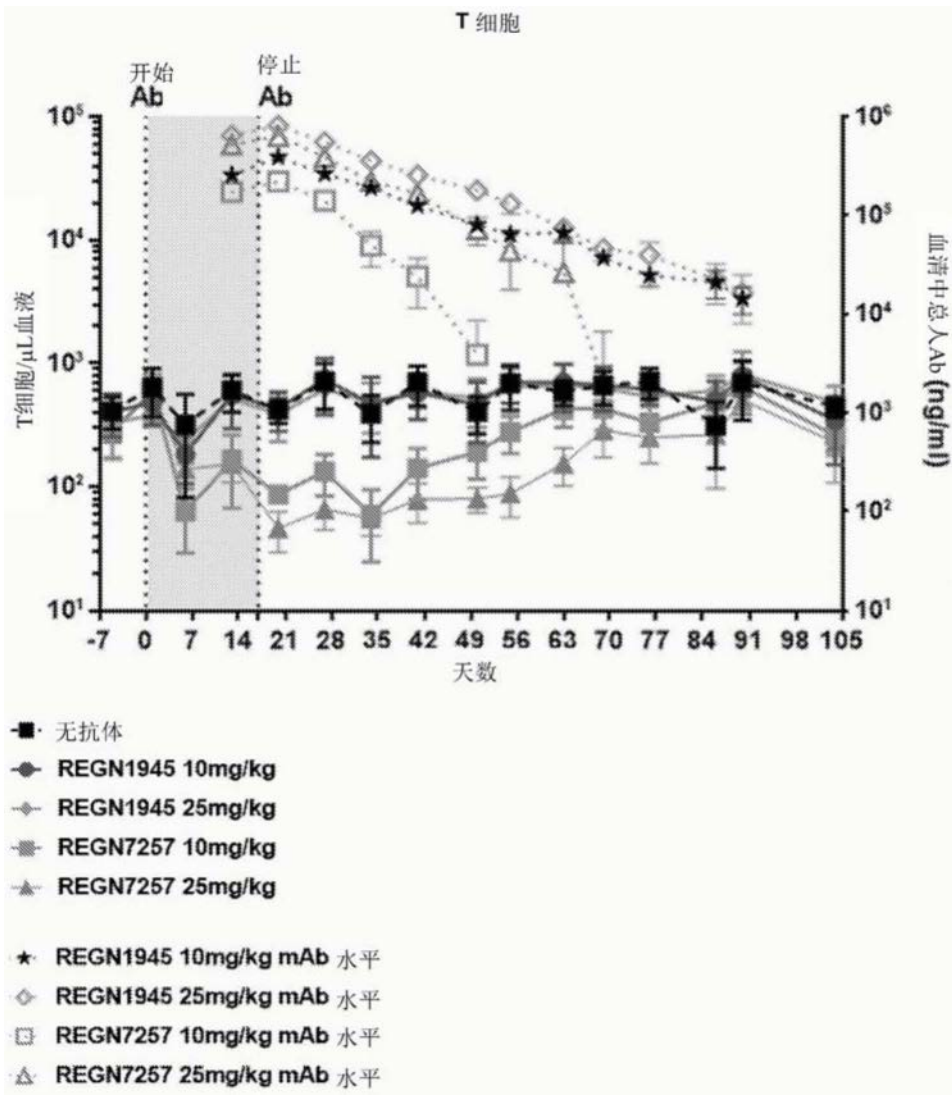 T 细胞
开始
Ab
停止
Ab
10⁵
10⁴
10³
10²
10¹
T细胞/μL血液
10⁶
10⁵
10⁴
10³
10²
10¹
血清中总人Ab (ng/ml)
-7 0 7 14 21 28 35 42 49 56 63 70 77 84 91 98 105
天数
无抗体
REGN1945 10mg/kg
REGN1945 25mg/kg
REGN7257 10mg/kg
REGN7257 25mg/kg
REGN1945 10mg/kg mAb 水平
REGN1945 25mg/kg mAb 水平
REGN7257 10mg/kg mAb 水平
REGN7257 25mg/kg mAb 水平